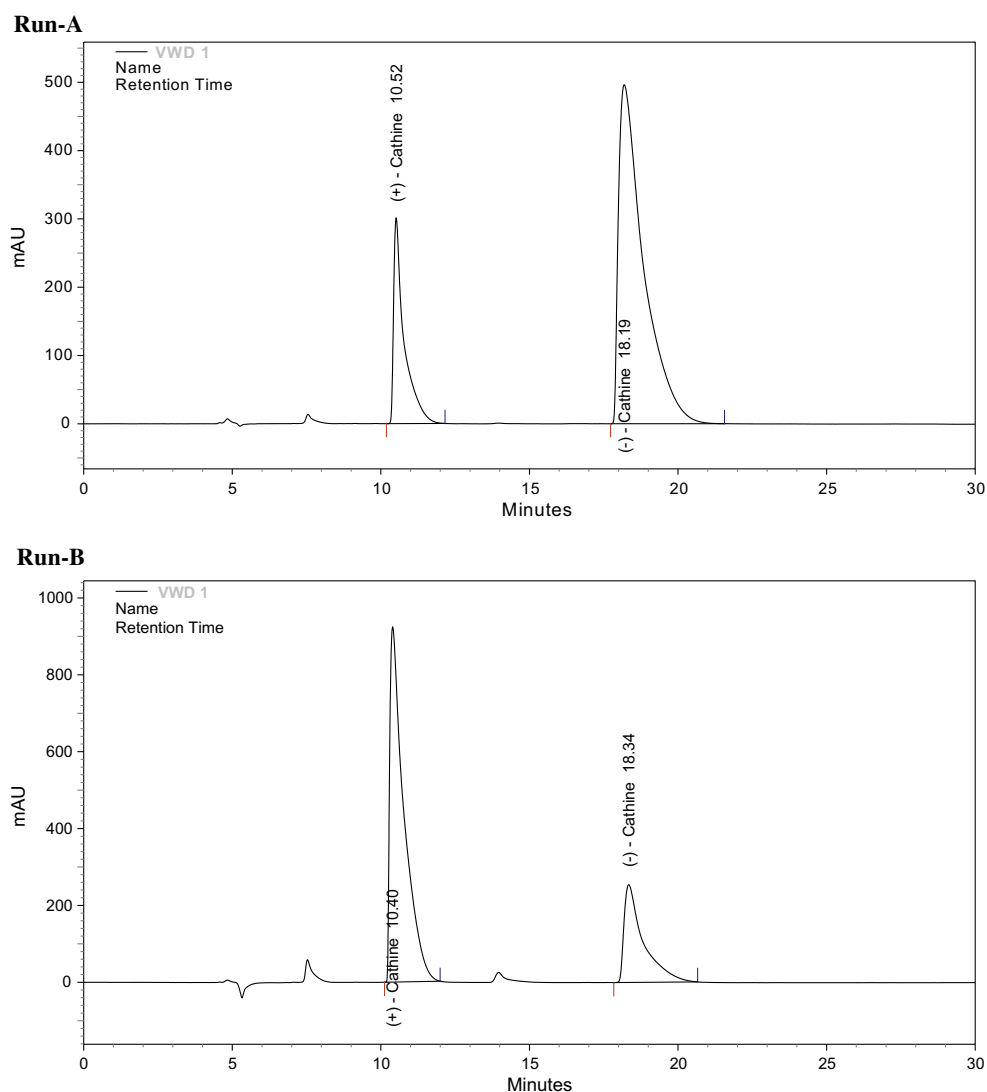 Run-A
VWD 1
Name
Retention Time
(+) - Cathine 10.52
(-) - Cathine 18.19
mAU
500
300
200
100
0
0 5 10 15 20 25 30
Minutes
Run-B
VWD 1
Name
Retention Time
(+) - Cathine 10.40
(-) - Cathine 18.34
mAU
1000
800
600
400
200
0
0 5 10 15 20 25 30
Minutes